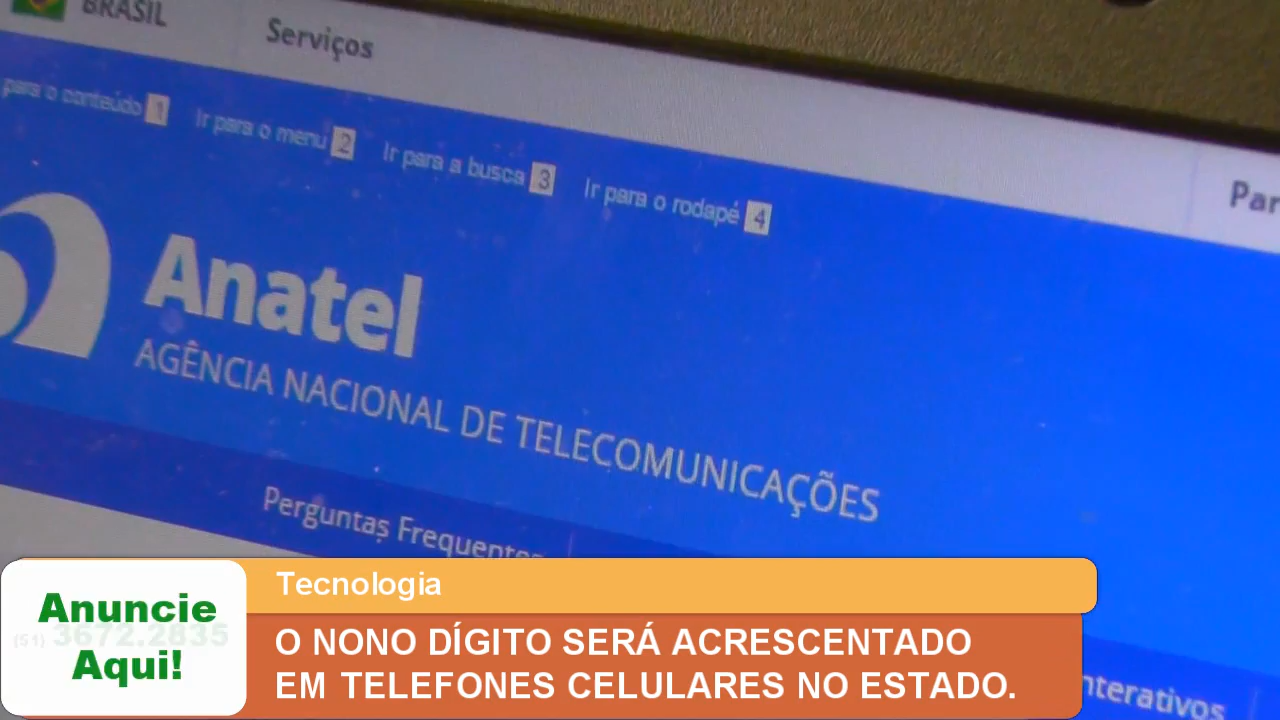 BRASIL
Serviços
para o conteúdo 1
Ir para o menu 2
Ir para a busca 3
Ir para o rodapé 4
Anatel
AGÊNCIA NACIONAL DE TELECOMUNICAÇÕES
Perguntas Frequentes
Tecnologia
O NONO DÍGITO SERÁ ACRESCENTADO
EM TELEFONES CELULARES NO ESTADO.
Anuncie
(51) 3672.2835
Aqui!